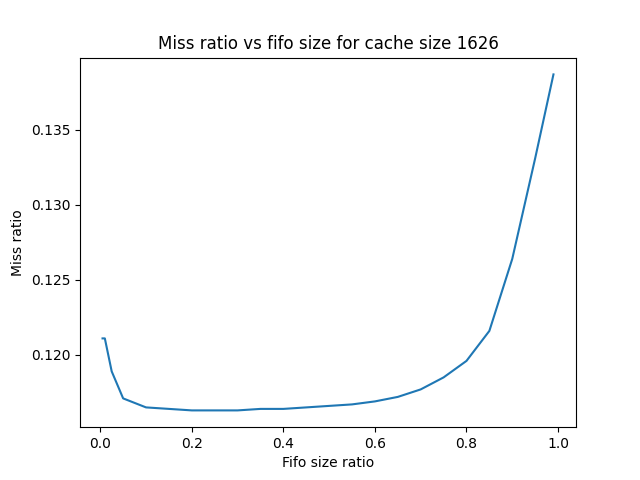 Miss ratio vs fifo size for cache size 1626
0.135
0.130
0.125
0.120
Miss ratio
0.0 0.2 0.4 0.6 0.8 1.0
Fifo size ratio